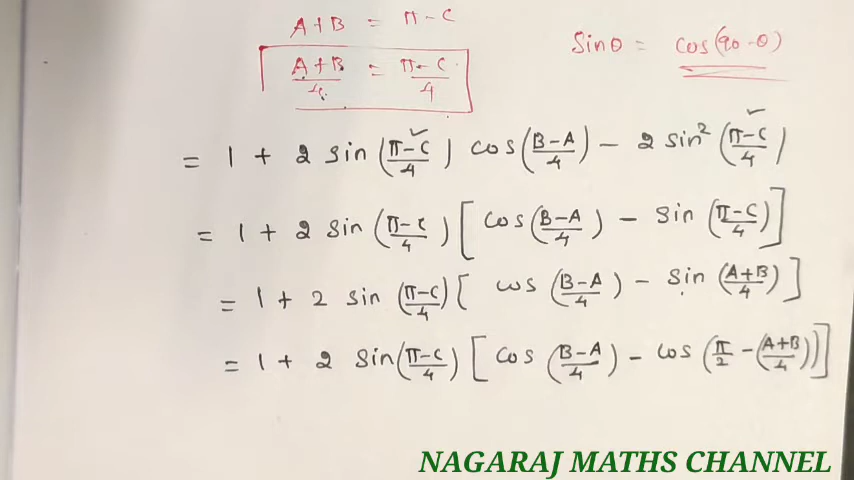 A+B = π-C
Sinθ = cos(90-θ)
A+B/4 = π-C/4
= 1 + 2 sin(π-C/4) cos(B-A/4) - 2 sin²(π-C/4)
= 1 + 2 sin(π-C/4)[cos(B-A/4) - sin(π-C/4)]
= 1 + 2 sin(π-C/4)[cos(B-A/4) - sin(A+B/4)]
= 1 + 2 sin(π-C/4)[cos(B-A/4) - cos(π/2-(A+B/4))]
NAGARAJ MATHS CHANNEL